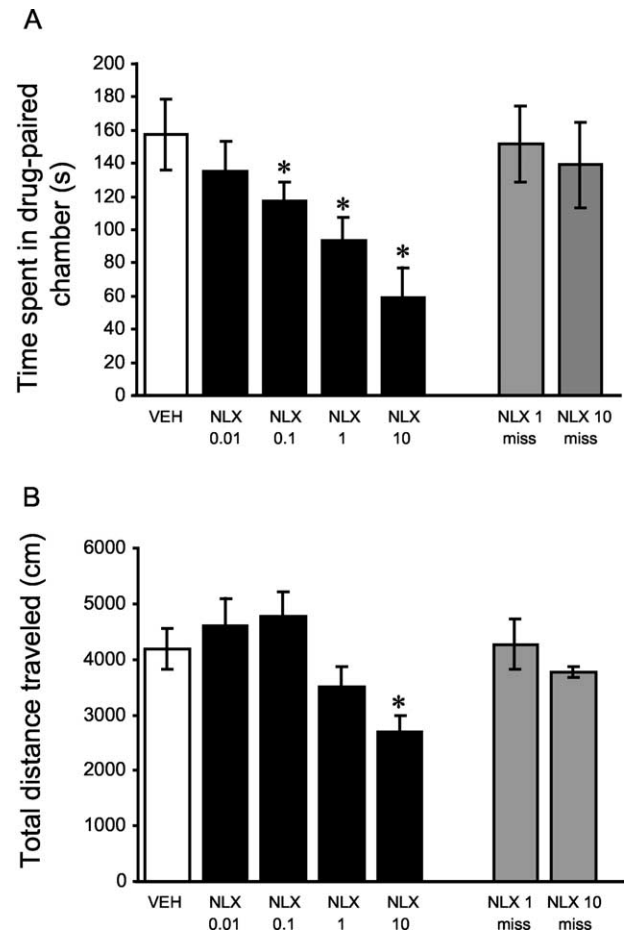 A
Time spent in drug-paired
chamber (s)
200
180
160
140
120
100
80
60
40
20
0
*
*
*
VEH NLX NLX NLX NLX NLX 1 NLX 10
0.01 0.1 1 10 miss miss
B
Total distance traveled (cm)
6000
5000
4000
3000
2000
1000
0
*
VEH NLX NLX NLX NLX NLX 1 NLX 10
0.01 0.1 1 10 miss miss